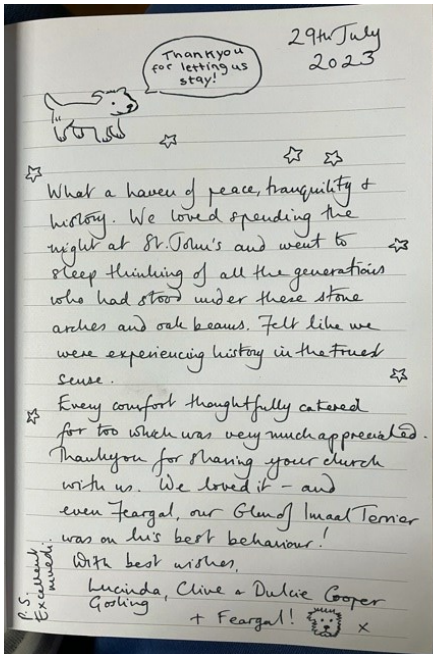 Thankyou
for letting us
stay!
29th July
2023
What a haven of peace, tranquility &
history. We loved spending the
night at St. John's and went to
sleep thinking of all the generations
who had stood under these stone
arches and oak beams. Felt like we
were experiencing history in the truest
sense.
Every comfort thoughtfully catered
for too which was very much appreciated.
Thankyou for sharing your church
with us. We loved it - and
even Feargal, our Glen of Imaal Terrier
was on his best behaviour!
With best wishes,
Lucinda, Clive & Dulcie Cooper
Gosling
+ Feargal! x
P.S.
Excellent